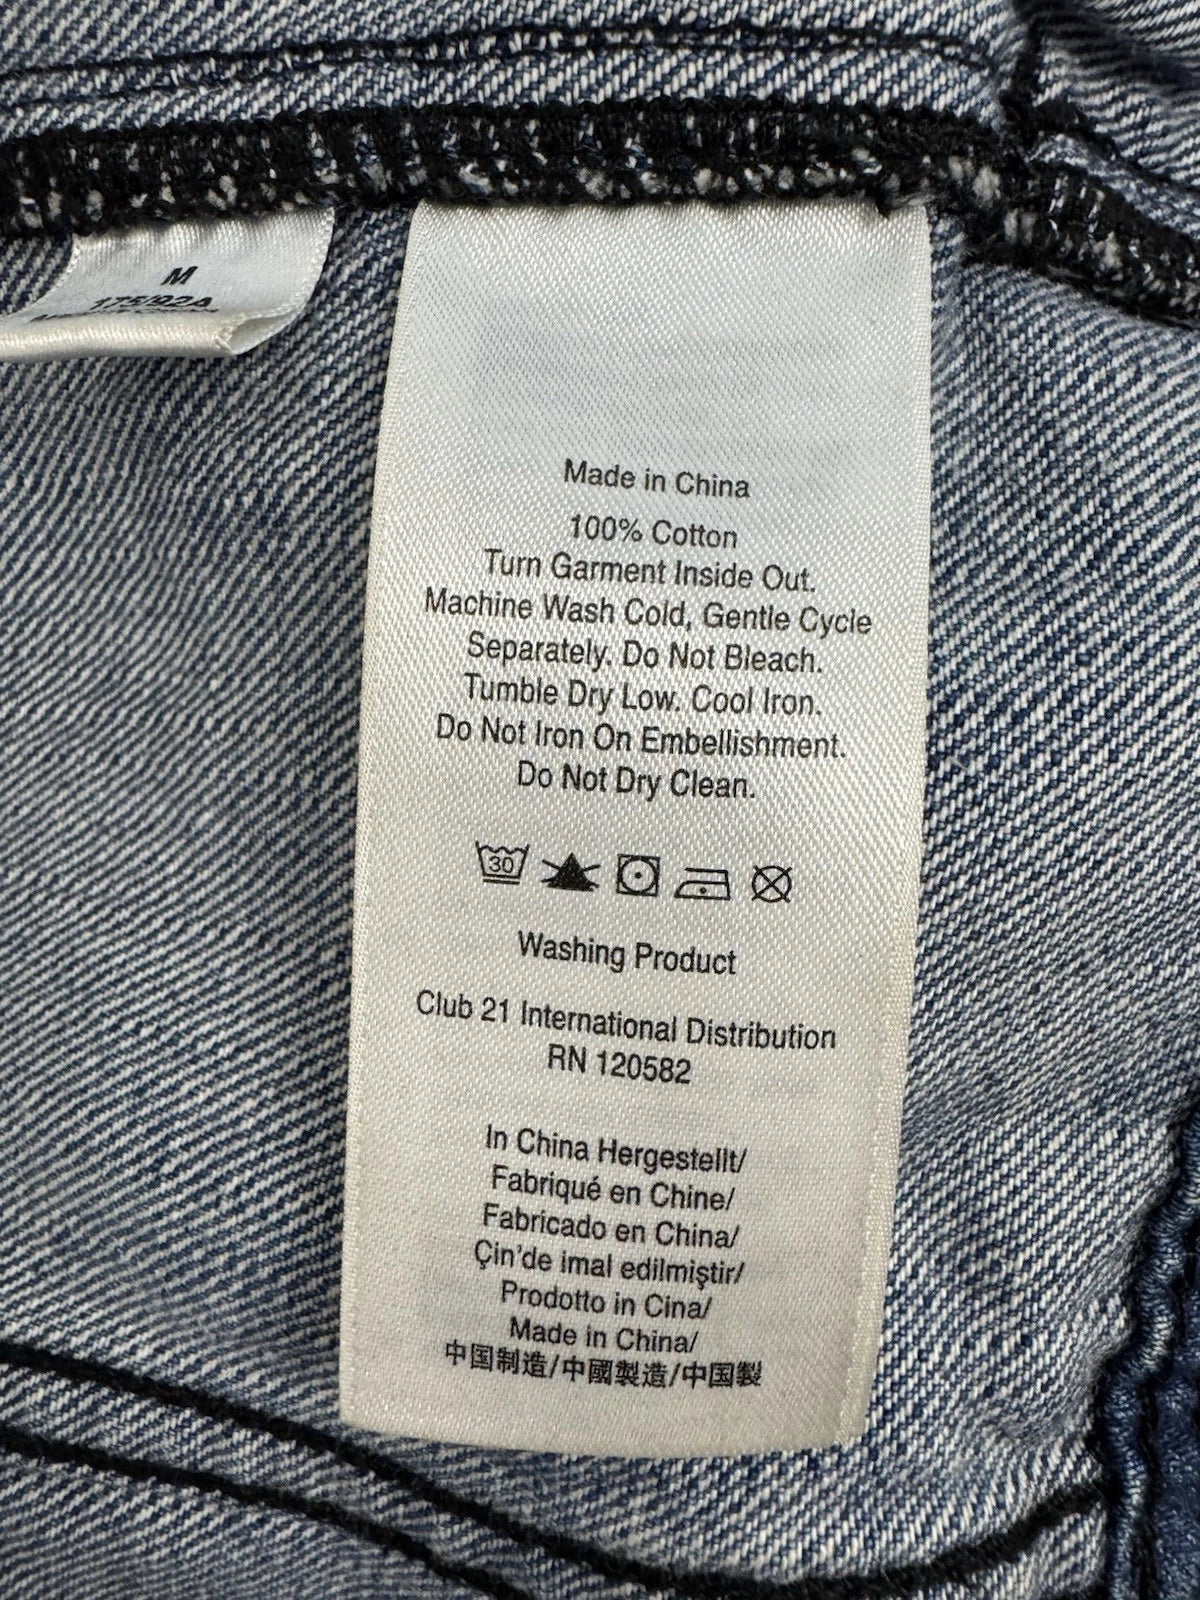 M
175/92A
Made in China
100% Cotton
Turn Garment Inside Out.
Machine Wash Cold, Gentle Cycle
Separately. Do Not Bleach.
Tumble Dry Low. Cool Iron.
Do Not Iron On Embellishment.
Do Not Dry Clean.
30
Washing Product
Club 21 International Distribution
RN 120582
In China Hergestellt/
Fabriqué en Chine/
Fabricado en China/
Çin'de imal edilmiştir/
Prodotto in Cina/
Made in China/
中国制造/中國製造/中国製